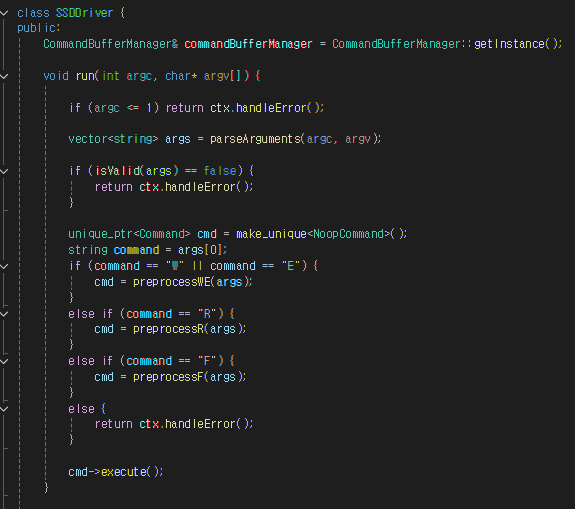 class SSDDriver {
public:
    CommandBufferManager& commandBufferManager = CommandBufferManager::getInstance();
    void run(int argc, char* argv[]) {
        if (argc <= 1) return ctx.handleError();
        vector<string> args = parseArguments(argc, argv);
        if (isValid(args) == false) {
            return ctx.handleError();
        }
        unique_ptr<Command> cmd = make_unique<NoopCommand>();
        string command = args[0];
        if (command == "W" || command == "E") {
            cmd = preprocessWE(args);
        }
        else if (command == "R") {
            cmd = preprocessR(args);
        }
        else if (command == "F") {
            cmd = preprocessF(args);
        }
        else {
            return ctx.handleError();
        }
        cmd->execute();
    }